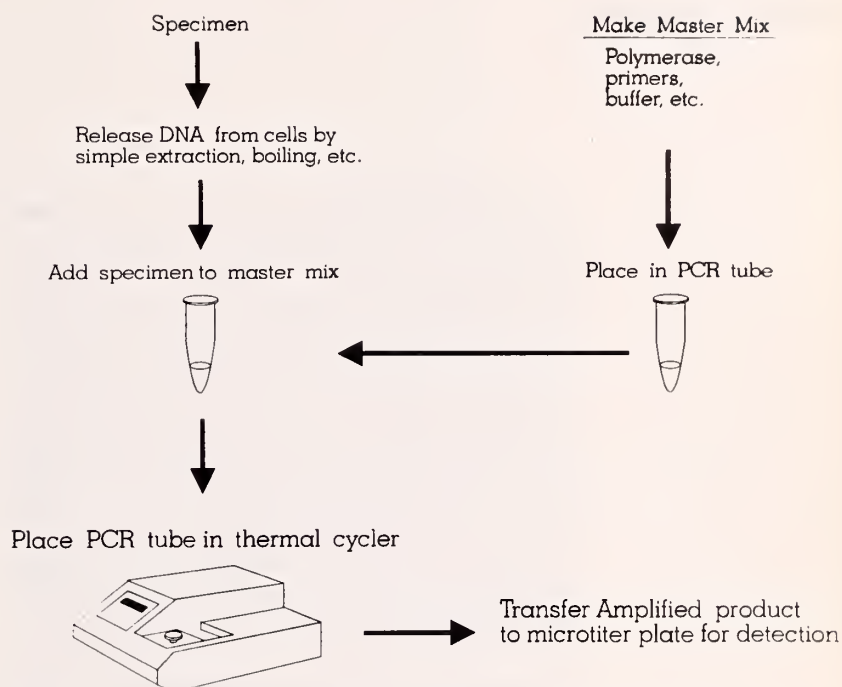 Specimen
Release DNA from cells by
simple extraction, boiling, etc.
Add specimen to master mix
Make Master Mix
Polymerase,
primers,
buffer, etc.
Place in PCR tube
Place PCR tube in thermal cycler
Transfer Amplified product
to microtiter plate for detection